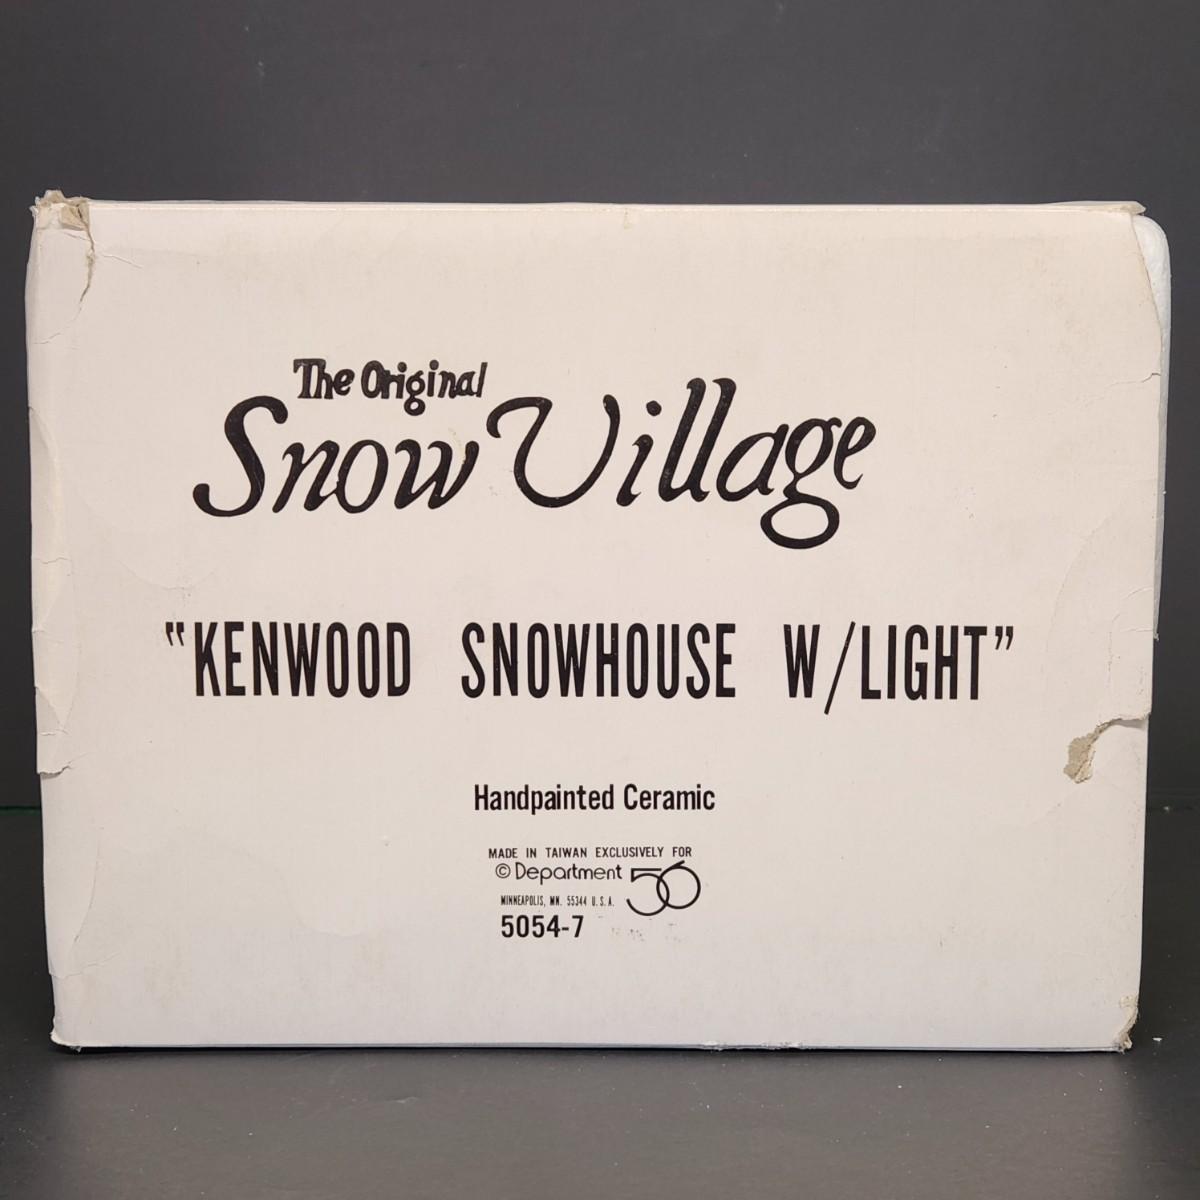 The Original
Snow Village
"KENWOOD SNOWHOUSE W/LIGHT"
Handpainted Ceramic
MADE IN TAIWAN EXCLUSIVELY FOR
© Department 56
MINNEAPOLIS, MN. 55344 U.S.A.
5054-7